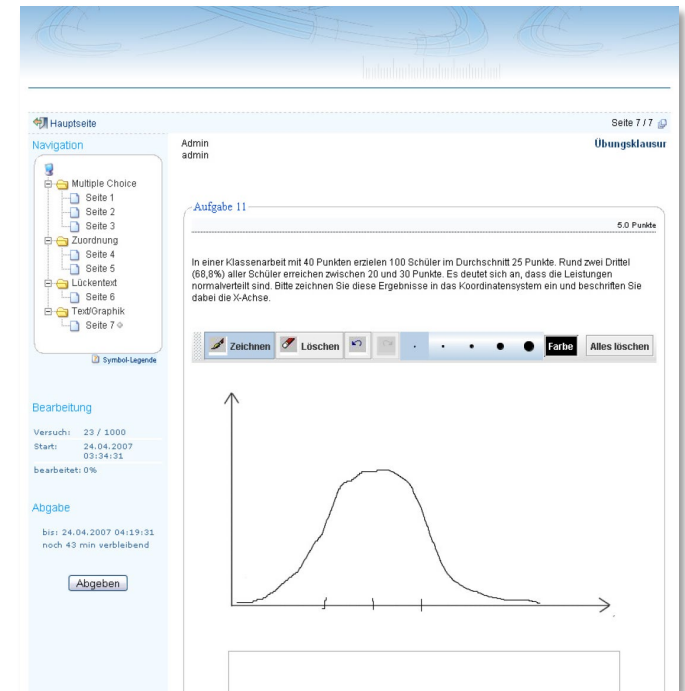 Hauptseite
Seite 7 / 7
Navigation
Multiple Choice
Seite 1
Seite 2
Seite 3
Zuordnung
Seite 4
Seite 5
Lückentext
Seite 6
Text/Graphik
Seite 7
Symbol-Legende
Bearbeitung
Versuch: 23 / 1000
Start: 24.04.2007
03:34:31
bearbeitet: 0%
Abgabe
bis: 24.04.2007 04:19:31
noch 43 min verbleibend
Abgeben
Admin
admin
Übungsklausur
Aufgabe 11
5.0 Punkte
In einer Klassenarbeit mit 40 Punkten erzielen 100 Schüler im Durchschnitt 25 Punkte. Rund zwei Drittel
(68,8%) aller Schüler erreichen zwischen 20 und 30 Punkte. Es deutet sich an, dass die Leistungen
normalverteilt sind. Bitte zeichnen Sie diese Ergebnisse in das Koordinatensystem ein und beschriften Sie
dabei die X-Achse.
Zeichnen Löschen Farbe Alles löschen